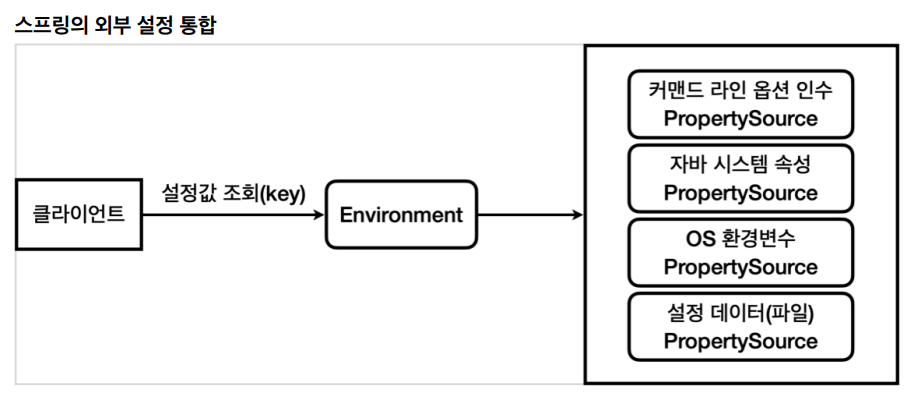 스프링의 외부 설정 통합
클라이언트
설정값 조회(key)
Environment
커맨드 라인 옵션 인수
PropertySource
자바 시스템 속성
PropertySource
OS 환경변수
PropertySource
설정 데이터(파일)
PropertySource